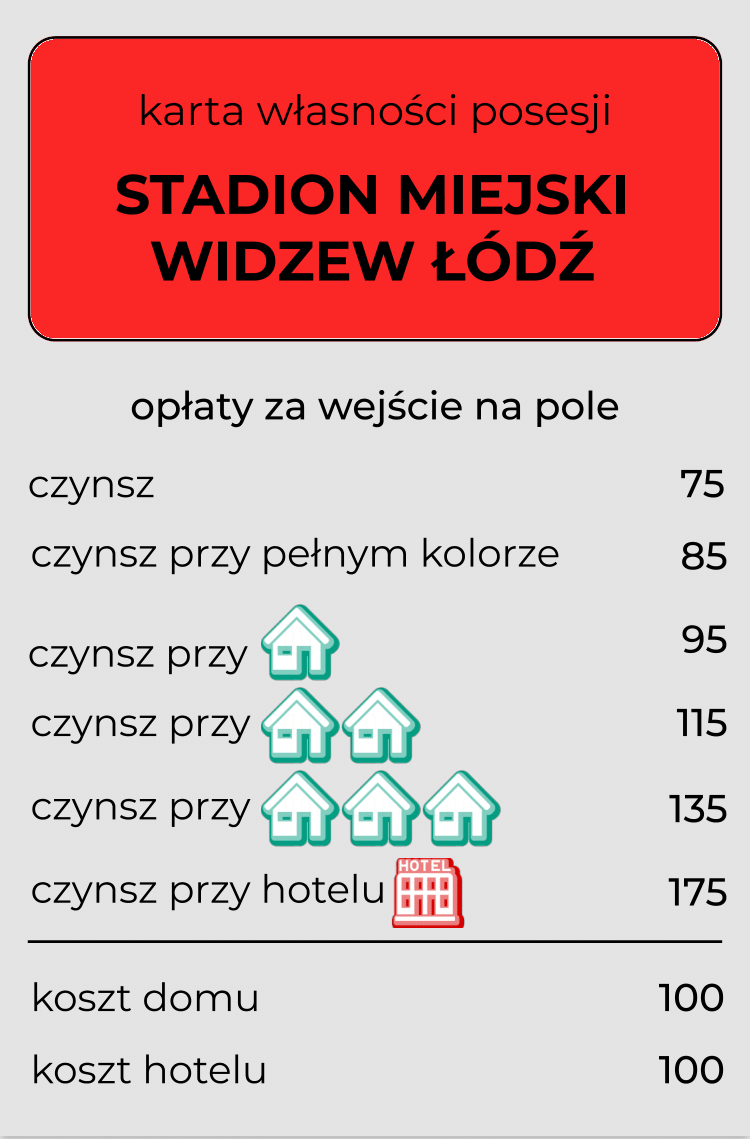 karta własności posesji
STADION MIEJSKI
WIDZEW ŁÓDŹ
opłaty za wejście na pole
czynsz 75
czynsz przy pełnym kolorze 85
czynsz przy 95
czynsz przy 115
czynsz przy 135
czynsz przy hotelu HOTEL 175
koszt domu 100
koszt hotelu 100